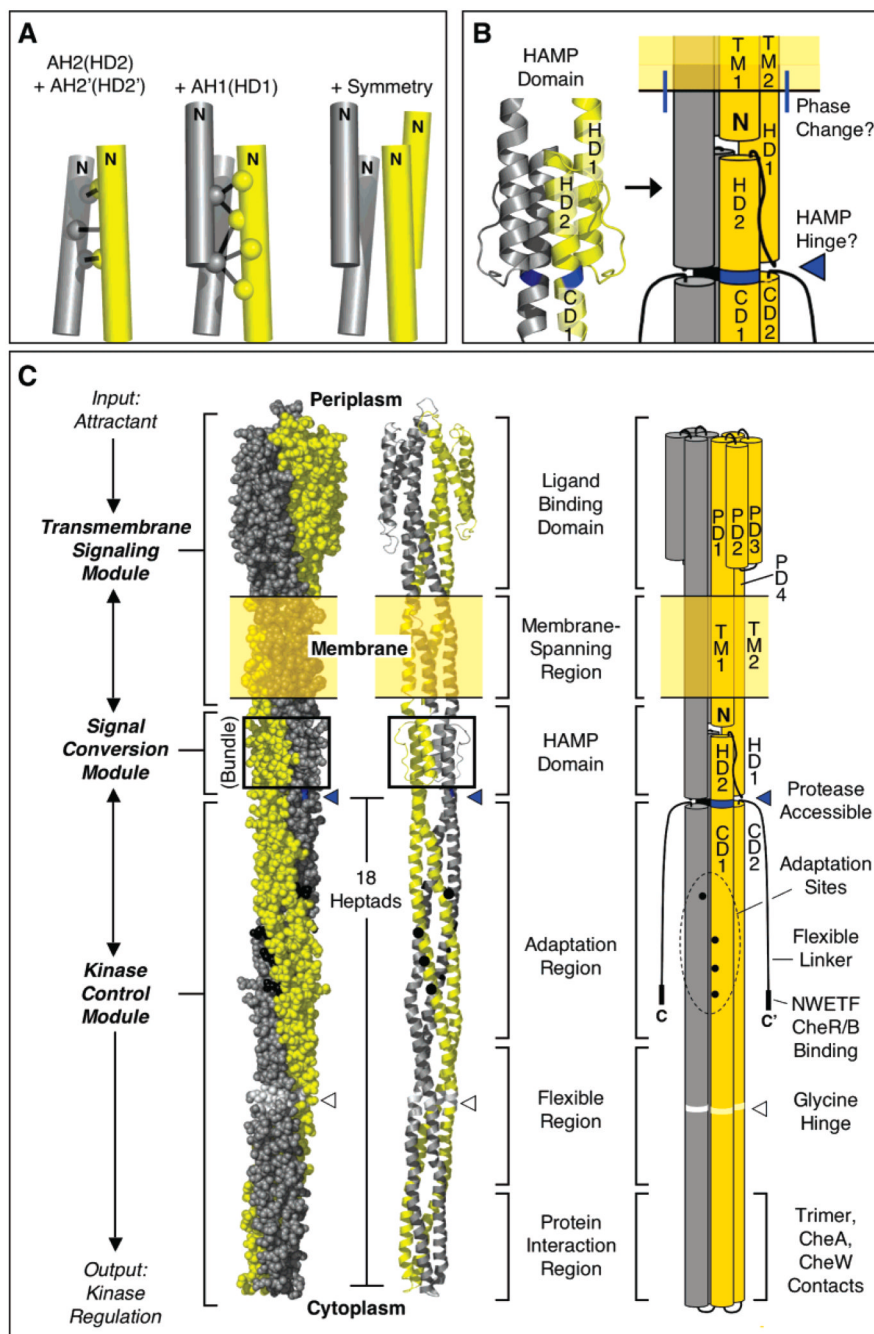 A
AH2(HD2)
+ AH2'(HD2')
+ AH1(HD1)
+ Symmetry
N
N
N
N
N
N
N
N
B
HAMP
Domain
HD1
HD2
CD1
TM1
TM2
N
HD1
HD2
CD1
CD2
Phase
Change?
HAMP
Hinge?
C
Input:
Attractant
Transmembrane
Signaling
Module
Signal
Conversion
Module
Kinase
Control
Module
Output:
Kinase
Regulation
Periplasm
Membrane
(Bundle)
18
Heptads
Cytoplasm
Ligand
Binding
Domain
Membrane-
Spanning
Region
HAMP
Domain
Adaptation
Region
Flexible
Region
Protein
Interaction
Region
PD1
PD2
PD3
PD4
TM1
TM2
N
HD2
HD1
CD1
CD2
C
C'
Protease
Accessible
Adaptation
Sites
Flexible
Linker
NWETF
CheR/B
Binding
Glycine
Hinge
Trimer,
CheA,
CheW
Contacts